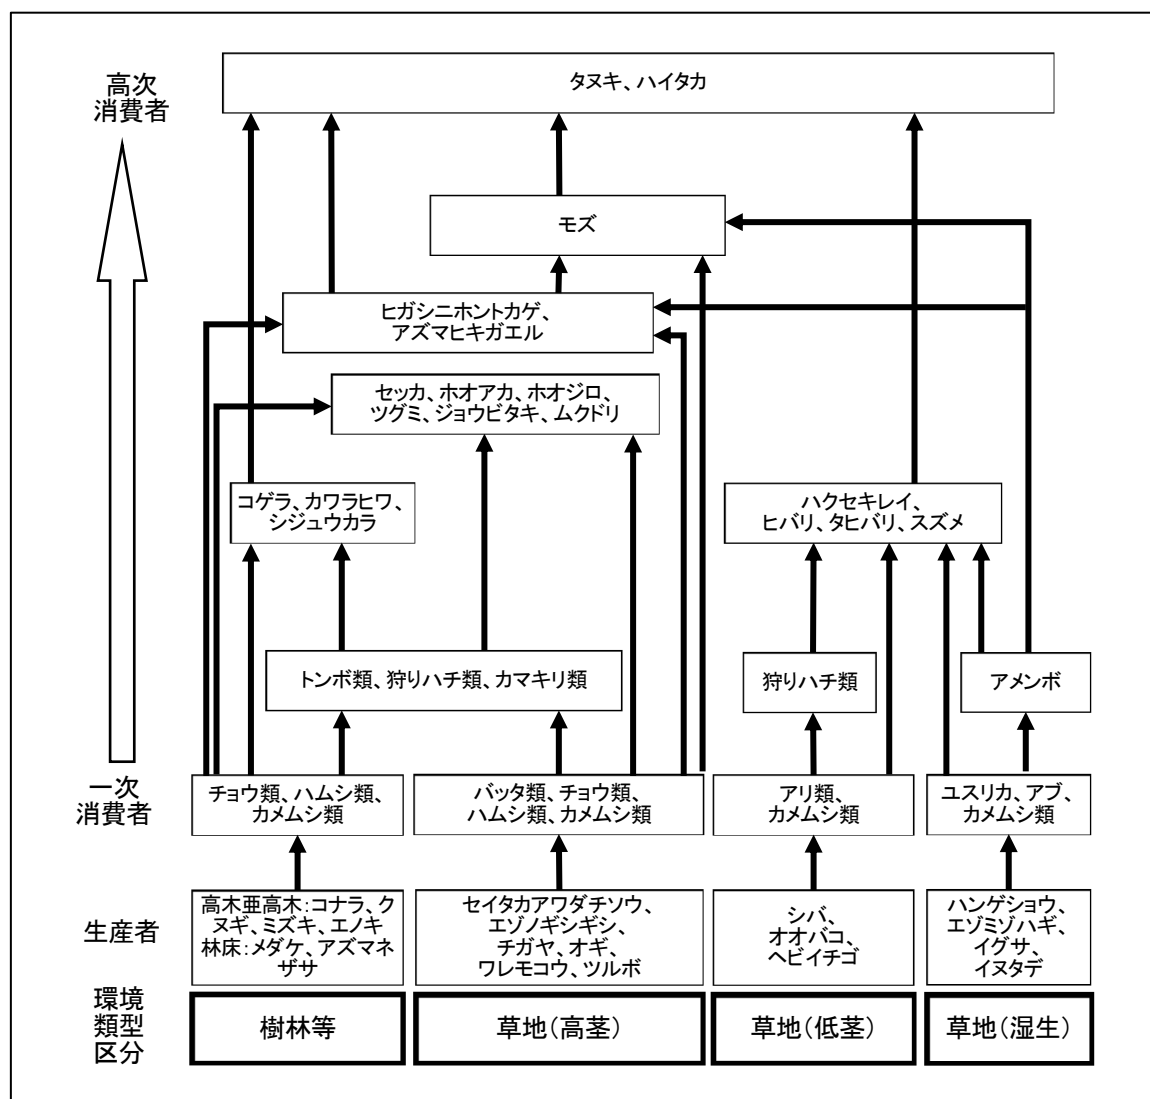 高次
消費者
タヌキ、ハイタカ
モズ
ヒガシニホントカゲ、
アズマヒキガエル
セッカ、ホオアカ、ホオジロ、
ツグミ、ジョウビタキ、ムクドリ
コゲラ、カワラヒワ、
シジュウカラ
ハクセキレイ、
ヒバリ、タヒバリ、スズメ
トンボ類、狩りハチ類、カマキリ類
狩りハチ類
アメンボ
一次
消費者
チョウ類、ハムシ類、
カメムシ類
バッタ類、チョウ類、
ハムシ類、カメムシ類
アリ類、
カメムシ類
ユスリカ、アブ、
カメムシ類
生産者
高木亜高木：コナラ、ク
ヌギ、ミズキ、エノキ
林床：メダケ、アズマネ
ザサ
セイタカアワダチソウ、
エゾノギシギシ、
チガヤ、オギ、
ワレモコウ、ツルボ
シバ、
オオバコ、
ヘビイチゴ
ハンゲショウ、
エゾミゾハギ、
イグサ、
イヌタデ
環境
類型
区分
樹林等
草地（高茎）
草地（低茎）
草地（湿生）